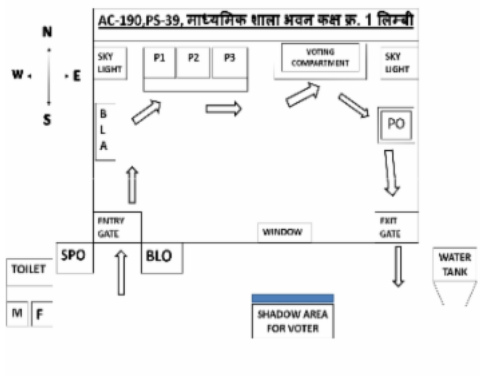 AC-190,PS-39, माध्यमिक शाला भवन कक्ष क्र. 1 लिम्बी
N
W
E
S
SKY
LIGHT
P1
P2
P3
VOTING
COMPARTMENT
SKY
LIGHT
B
L
A
PO
ENTRY
GATE
WINDOW
EXIT
GATE
SPO
BLO
TOILET
M
F
WATER
TANK
SHADOW AREA
FOR VOTER